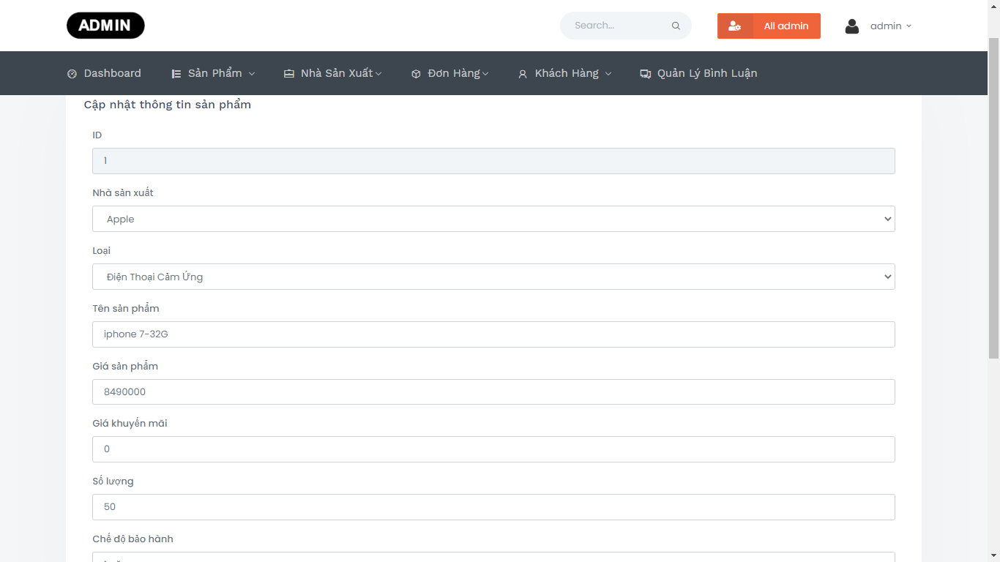 ADMIN
Search...
All admin
admin
Dashboard
Sản Phẩm
Nhà Sản Xuất
Đơn Hàng
Khách Hàng
Quản Lý Bình Luận
Cập nhật thông tin sản phẩm
ID
1
Nhà sản xuất
Apple
Loại
Điện Thoại Cảm Ứng
Tên sản phẩm
iphone 7-32G
Giá sản phẩm
8490000
Giá khuyến mãi
0
Số lượng
50
Chế độ bảo hành